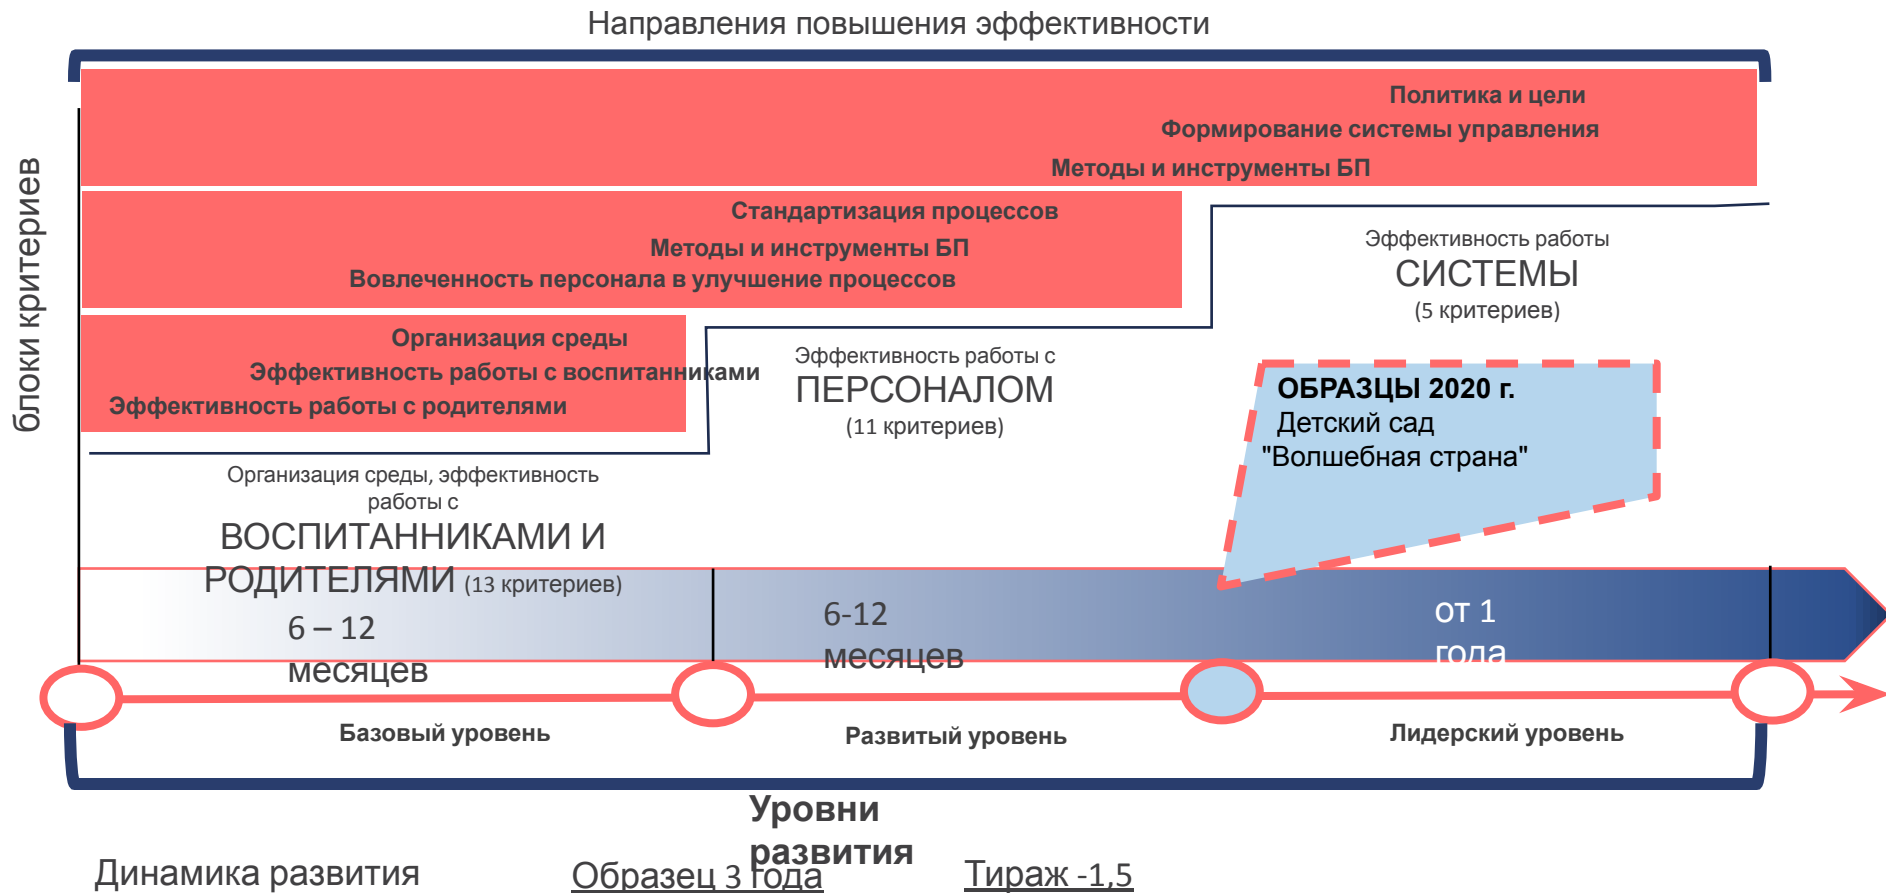 Направления повышения эффективности
блоки критериев
Политика и цели
Формирование системы управления
Методы и инструменты БП
Стандартизация процессов
Методы и инструменты БП
Вовлеченность персонала в улучшение процессов
Организация среды
Эффективность работы с воспитанниками
Эффективность работы с родителями
Эффективность работы
СИСТЕМЫ
(5 критериев)
Эффективность работы с
ПЕРСОНАЛОМ
(11 критериев)
ОБРАЗЦЫ 2020 г.
Детский сад
"Волшебная страна"
Организация среды, эффективность
работы с
ВОСПИТАННИКАМИ И
РОДИТЕЛЯМИ (13 критериев)
6 – 12
месяцев
6-12
месяцев
от 1
года
Базовый уровень
Развитый уровень
Лидерский уровень
Уровни
развития
Динамика развития
Образец 3 года
Тираж -1,5